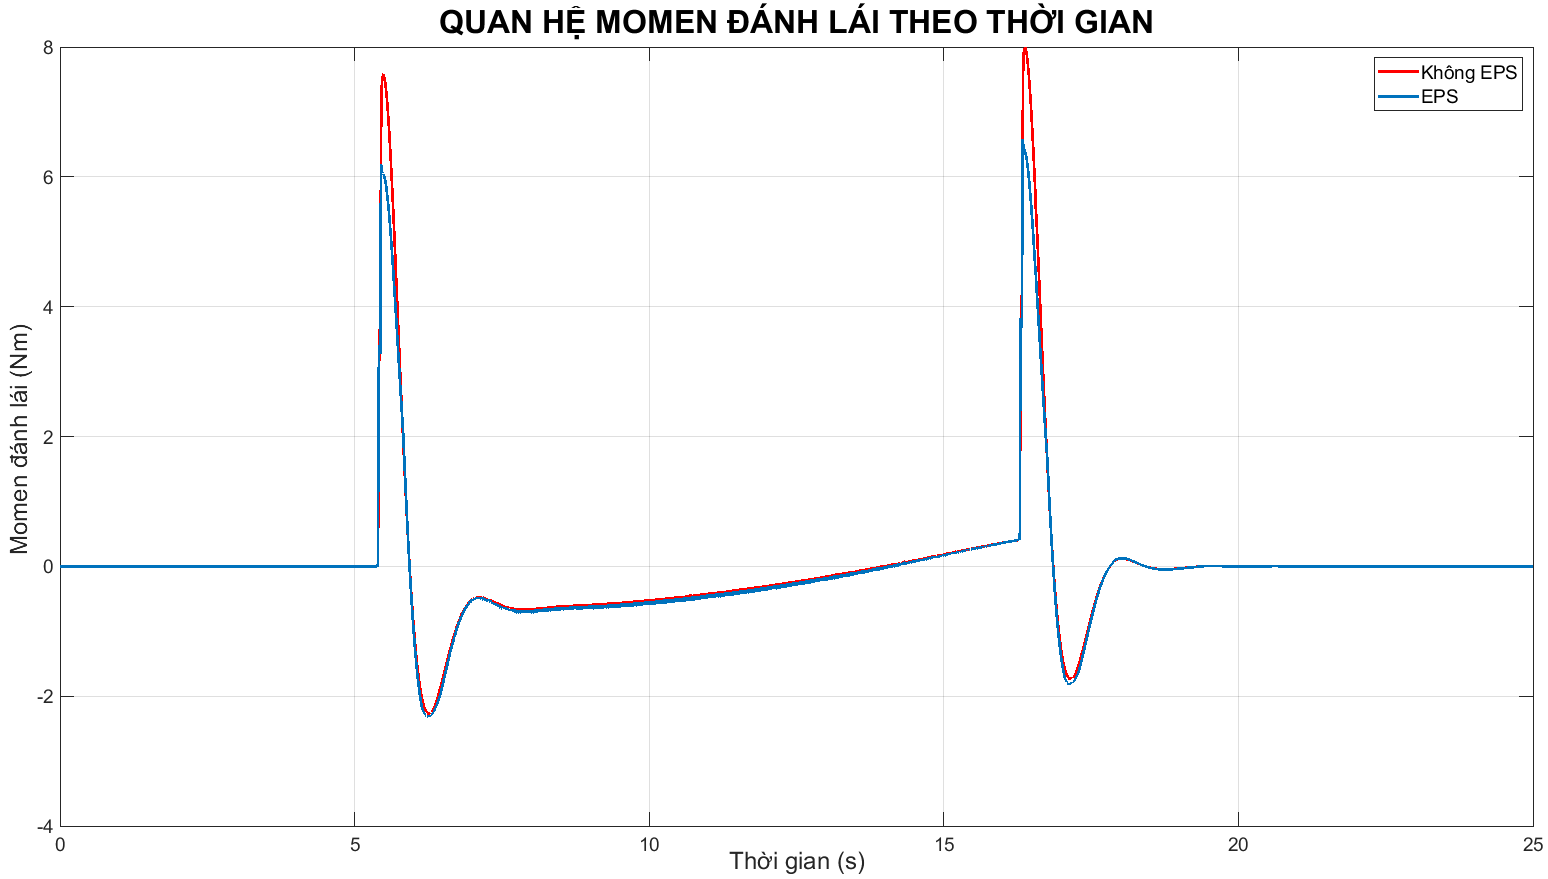 QUAN HỆ MOMEN ĐÁNH LÁI THEO THỜI GIAN
Không EPS
EPS
Momen đánh lái (Nm)
8
6
4
2
0
-2
-4
0 5 10 15 20 25
Thời gian (s)